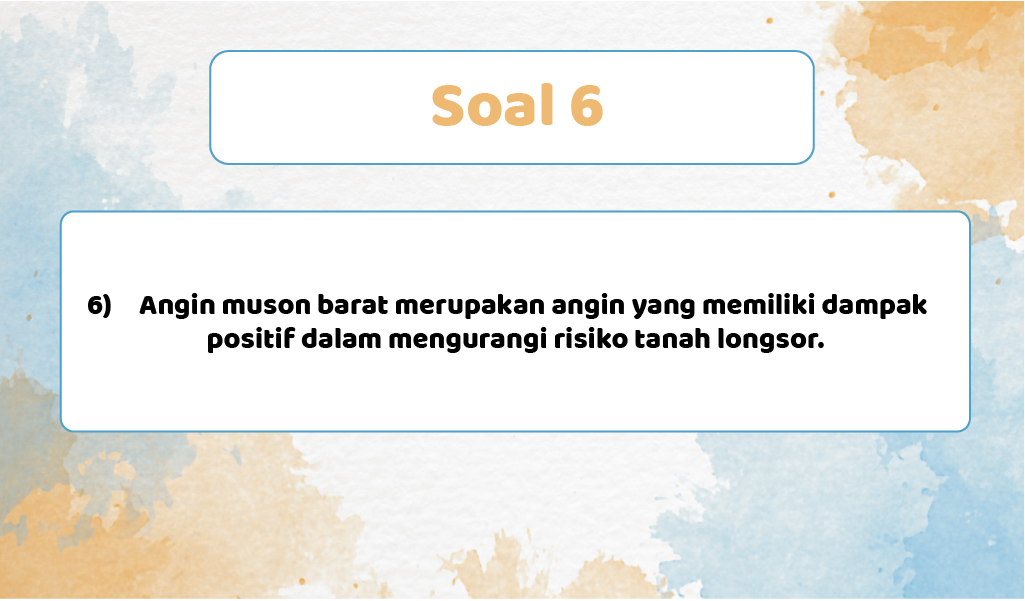 Soal 6
6) Angin muson barat merupakan angin yang memiliki dampak
positif dalam mengurangi risiko tanah longsor.